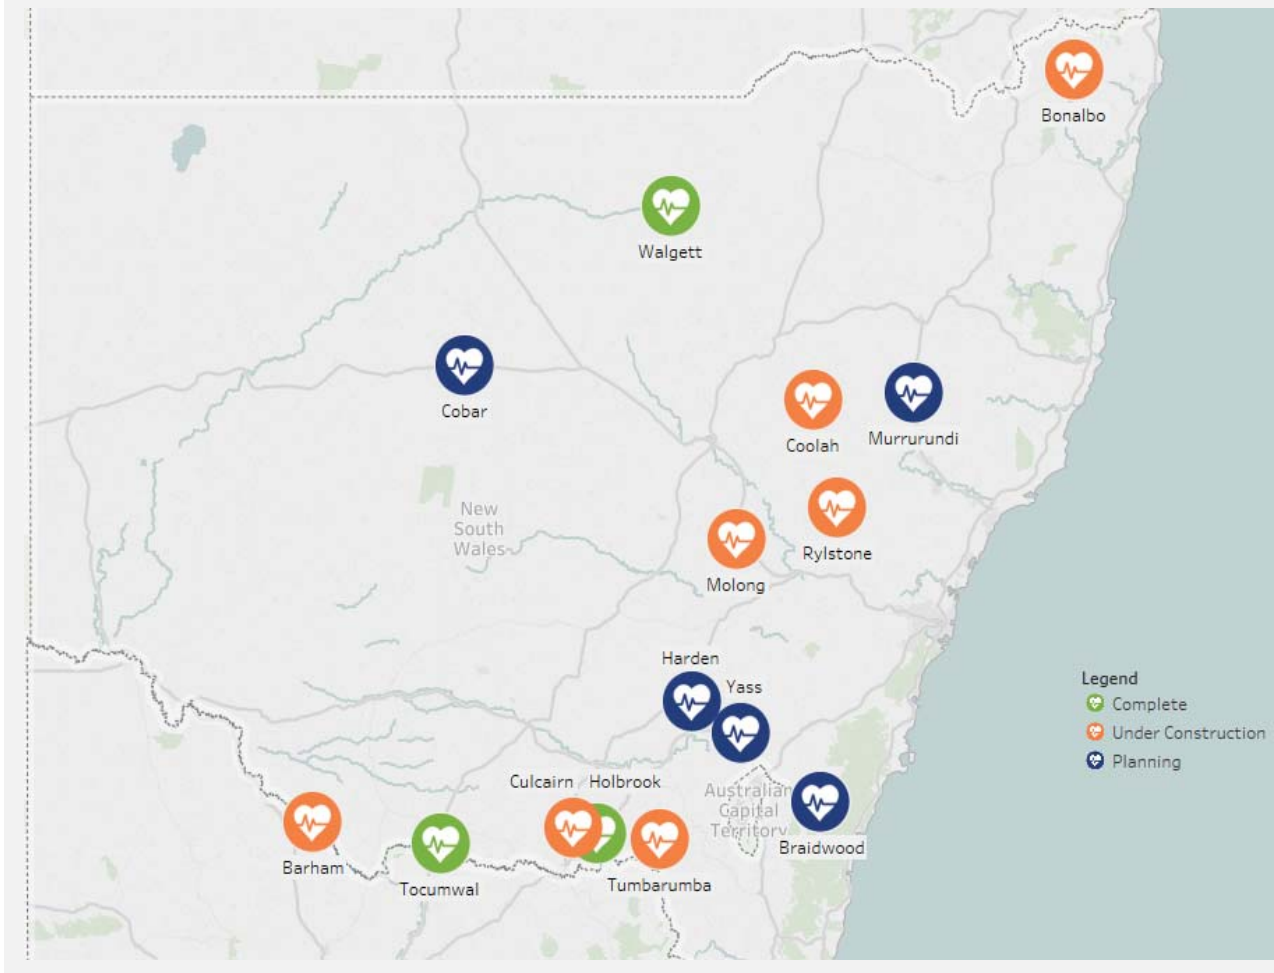 Bonalbo
Walgett
Cobar
Coolah
Murrurundi
New
South
Wales
Rylstone
Molong
Harden
Yass
Legend
Complete
Under Construction
Planning
Culcairn
Holbrook
Australian
Capital
Territory
Braidwood
Barham
Tocumwal
Tumbarumba